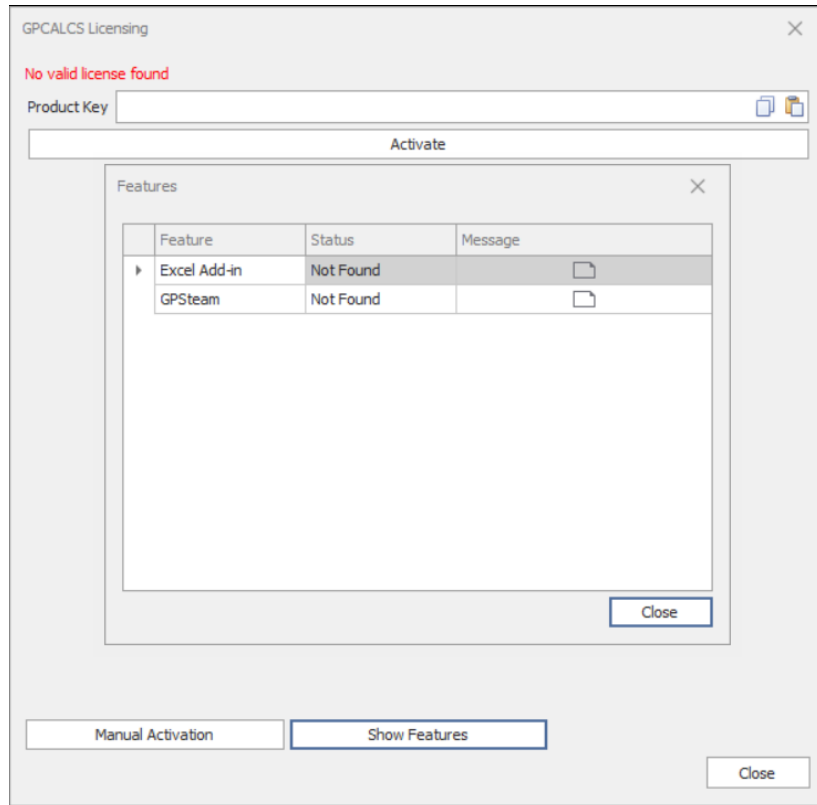 GPCALCS Licensing
No valid license found
Product Key
Activate
Features
Feature Status Message
Excel Add-in Not Found
GPSteam Not Found
Close
Manual Activation Show Features
Close